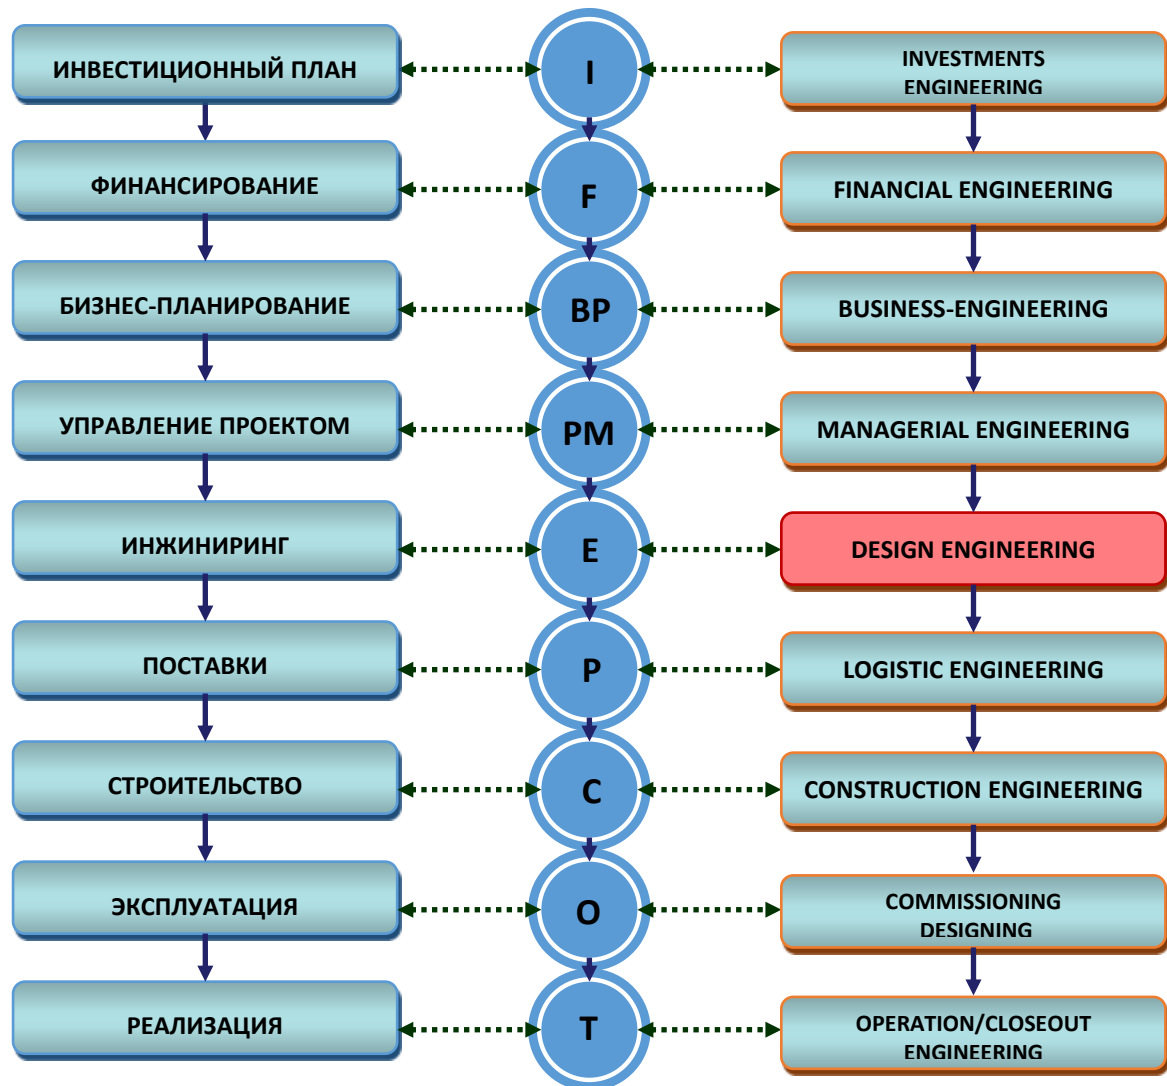 ИНВЕСТИЦИОННЫЙ ПЛАН
I
INVESTMENTS
ENGINEERING
ФИНАНСИРОВАНИЕ
F
FINANCIAL ENGINEERING
БИЗНЕС-ПЛАНИРОВАНИЕ
BP
BUSINESS-ENGINEERING
УПРАВЛЕНИЕ ПРОЕКТОМ
PM
MANAGERIAL ENGINEERING
ИНЖИНИРИНГ
E
DESIGN ENGINEERING
ПОСТАВКИ
P
LOGISTIC ENGINEERING
СТРОИТЕЛЬСТВО
C
CONSTRUCTION ENGINEERING
ЭКСПЛУАТАЦИЯ
O
COMMISSIONING
DESIGNING
РЕАЛИЗАЦИЯ
T
OPERATION/CLOSEOUT
ENGINEERING